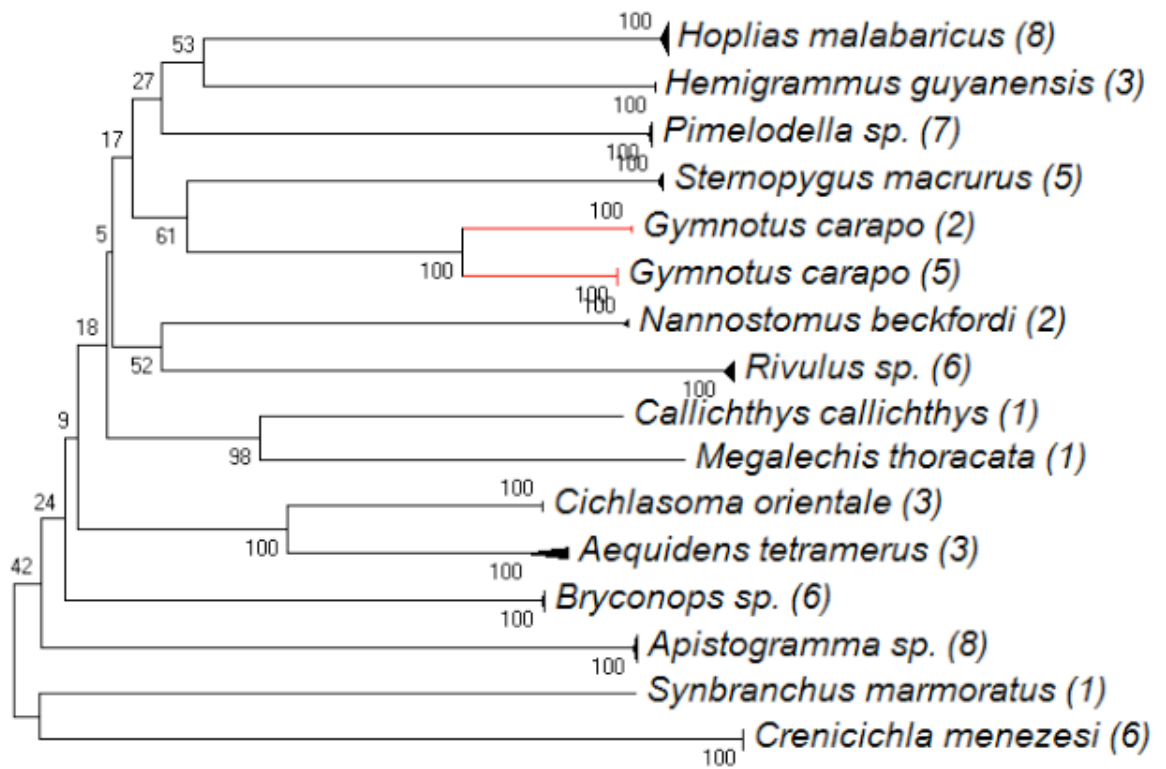 100 Hoplias malabaricus (8)
53
100 Hemigrammus guyanensis (3)
27
100 Pimelodella sp. (7)
17
100 Sternopygus macrurus (5)
5
61
100 Gymnotus carapo (2)
100
100 Gymnotus carapo (5)
100 Nannostomus beckfordi (2)
18
52
100 Rivulus sp. (6)
Callichthys callichthys (1)
9
98
Megalechis thoracata (1)
24
100 Cichlasoma orientale (3)
100
100 Aequidens tetramerus (3)
42
100 Bryconops sp. (6)
100 Apistogramma sp. (8)
Synbranchus marmoratus (1)
100 Crenicichla menezesi (6)